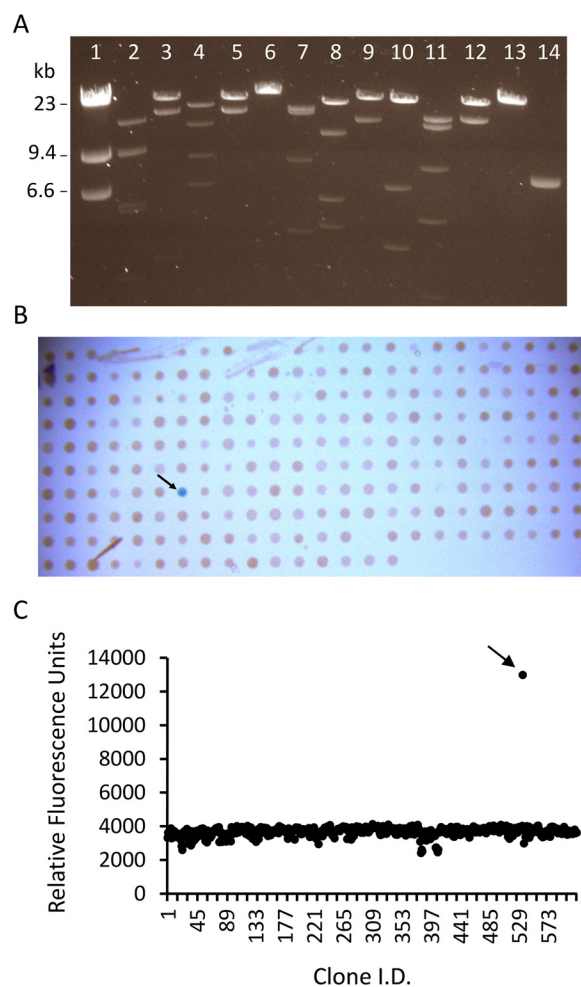 A
1 2 3 4 5 6 7 8 9 10 11 12 13 14
kb
23
9.4
6.6
B
C
Relative Fluorescence Units
14000
12000
10000
8000
6000
4000
2000
0
1 45 89 133 177 221 265 309 353 397 441 485 529 573
Clone I.D.